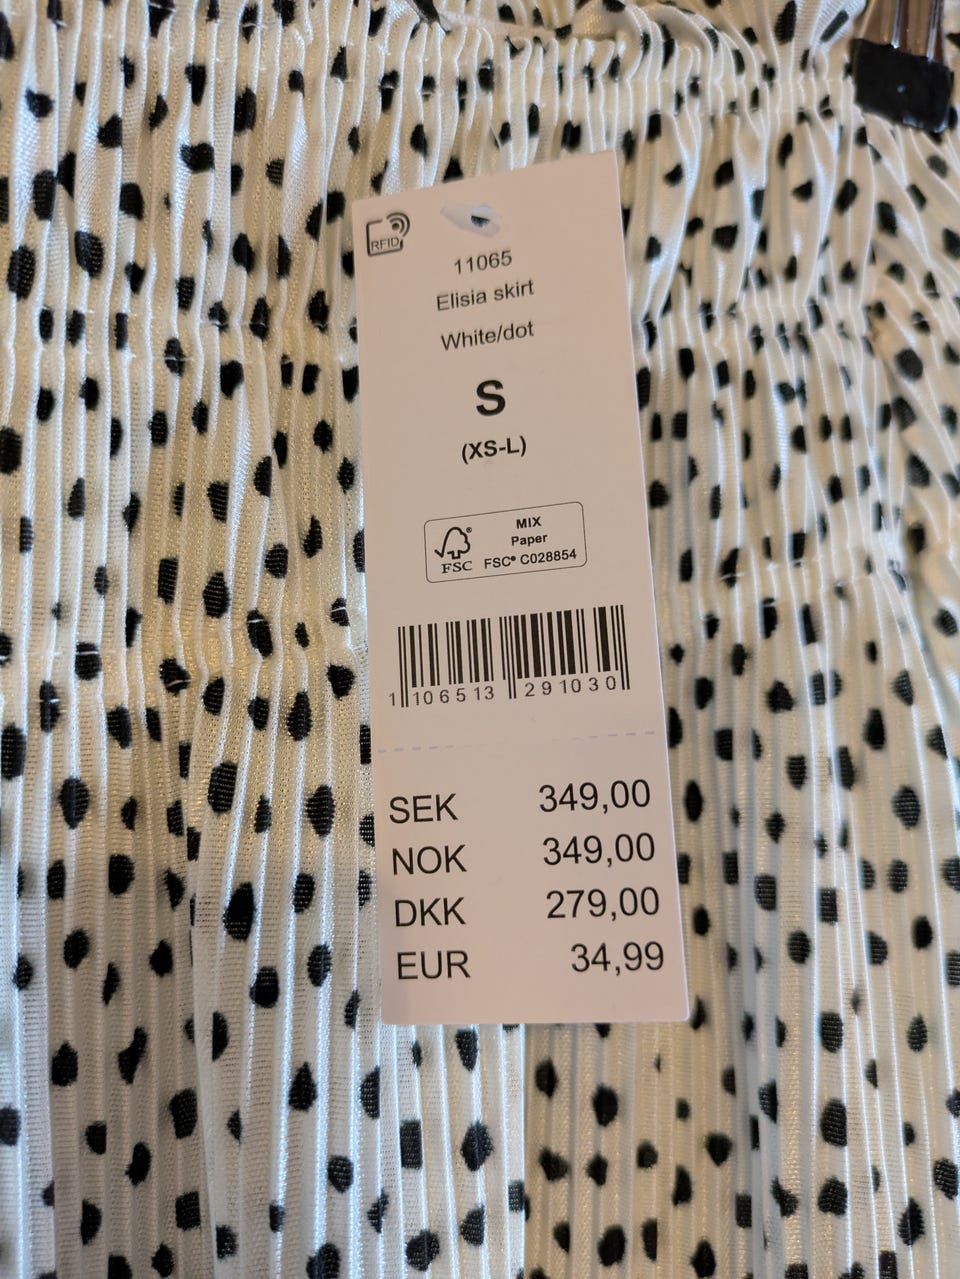 RFID
11065
Elisia skirt
White/dot
S
(XS-L)
FSC®
MIX
Paper
FSC® C028854
1 106513 291030
SEK 349,00
NOK 349,00
DKK 279,00
EUR 34,99